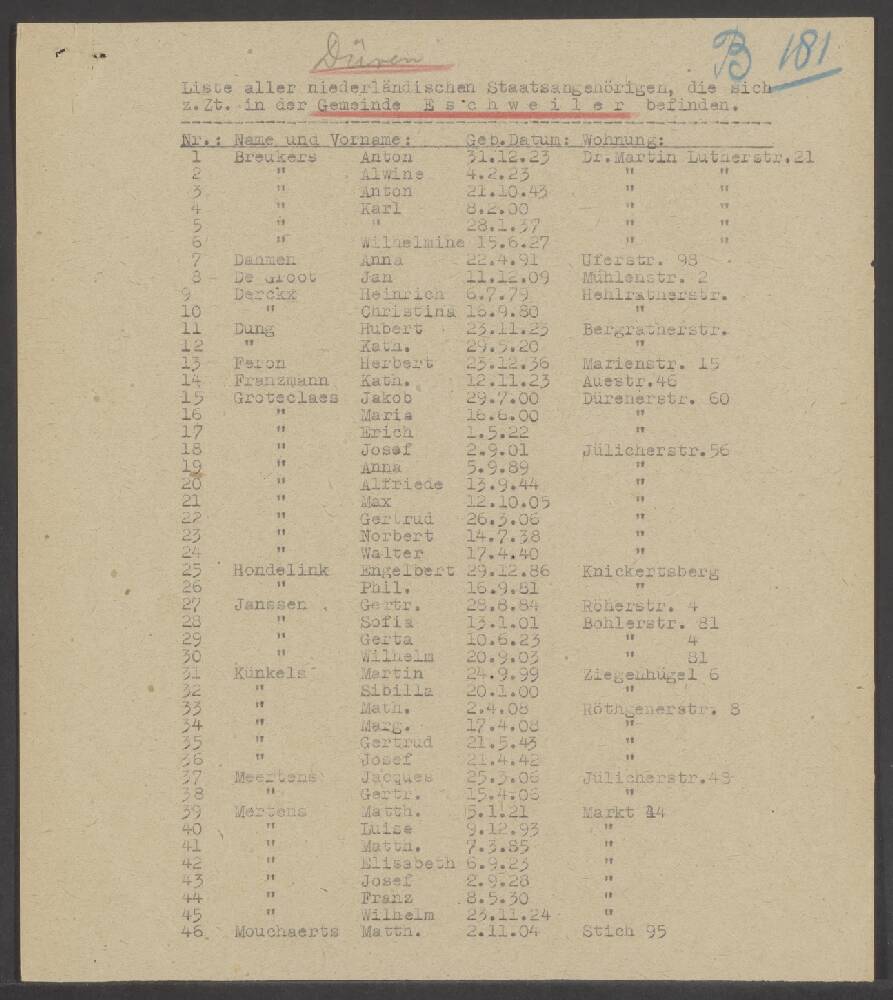 Düren
B 181
Liste aller niederländischen Staatsangehörigen, die sich
z.Zt. in der Gemeinde E s c h w e i l e r befinden.
Nr.: Name und Vorname: Geb.Datum: Wohnung:
1 Breukers Anton 31.12.23 Dr.Martin Lutherstr.21
2 " Alwine 4.2.23 " "
3 " Anton 21.10.43 " "
4 " Karl 8.2.00 " "
5 " " 28.1.37 " "
6 " Wilhelmine 15.6.27 " "
7 Dahmen Anna 22.4.91 Uferstr. 98
8 De Groot Jan 11.12.09 Mühlenstr. 2
9 Derckx Heinrich 6.7.79 Hehlratherstr.
10 " Christina 16.9.80 "
11 Dung Hubert 23.11.23 Bergratherstr.
12 " Kath. 29.5.20 "
13 Feron Herbert 23.12.36 Marienstr. 15
14 Franzmann Kath. 12.11.23 Auestr.46
15 Groteclaes Jakob 29.7.00 Dürenerstr. 60
16 " Maria 16.6.00 "
17 " Erich 1.5.22 "
18 " Josef 2.9.01 Jülicherstr.56
19 " Anna 5.9.89 "
20 " Alfriede 13.9.44 "
21 " Max 12.10.05 "
22 " Gertrud 26.3.06 "
23 " Norbert 14.7.38 "
24 " Walter 17.4.40 "
25 Hondelink Engelbert 29.12.86 Knickertsberg
26 " Phil. 16.9.81 "
27 Janssen Gertr. 28.8.84 Röherstr. 4
28 " Sofia 13.1.01 Bohlerstr. 81
29 " Gerta 10.6.23 " 4
30 " Wilhelm 20.9.03 " 81
31 Künkels Martin 24.9.99 Ziegenhügel 6
32 " Sibilla 20.1.00 "
33 " Math. 2.4.08 Röthgenerstr. 8
34 " Marg. 17.4.08 "
35 " Gertrud 21.5.43 "
36 " Josef 21.4.42 "
37 Meertens Jacques 25.3.06 Jülicherstr.48
38 " Gertr. 15.4.06 "
39 Mertens Matth. 5.1.21 Markt 44
40 " Luise 9.12.93 "
41 " Matth. 7.3.85 "
42 " Elisabeth 6.9.23 "
43 " Josef 2.9.28 "
44 " Franz 8.5.30 "
45 " Wilhelm 23.11.24 "
46 Mouchaerts Matth. 2.11.04 Stich 95